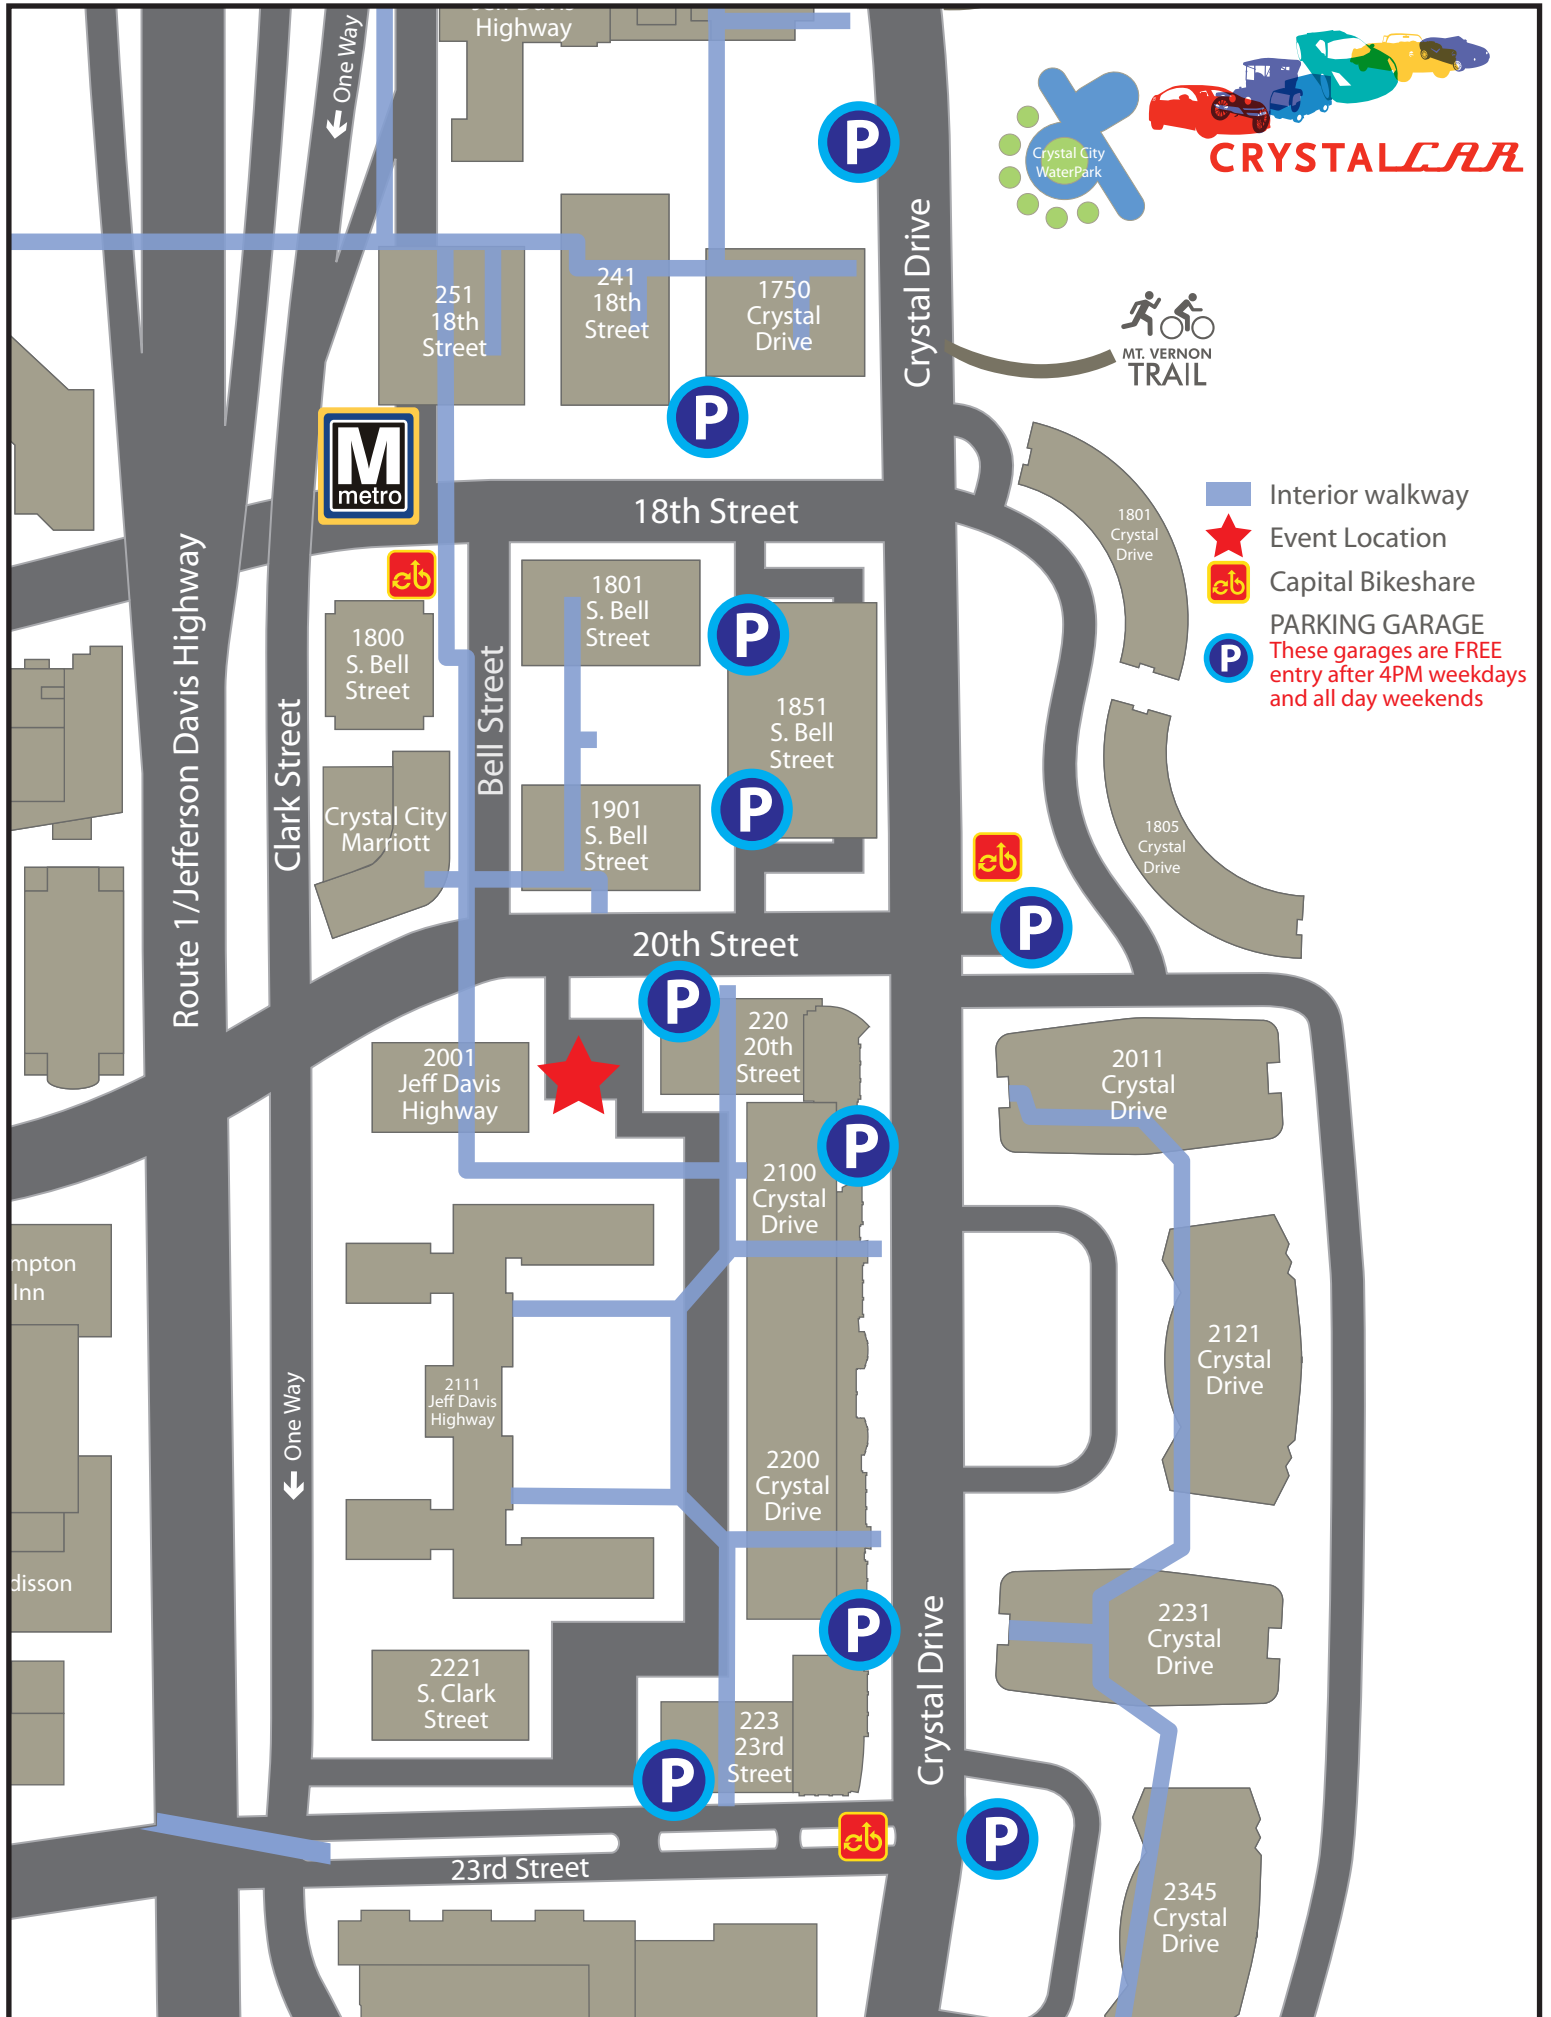 Jeff Davis
Highway
One Way
Crystal City
WaterPark
CRYSTALCAR
Crystal Drive
251
18th
Street
241
18th
Street
1750
Crystal
Drive
MT. VERNON
TRAIL
P
P
M
metro
18th Street
1801
Crystal
Drive
Interior walkway
Event Location
Capital Bikeshare
PARKING GARAGE
These garages are FREE
entry after 4PM weekdays
and all day weekends
P
cb
cb
Route 1/Jefferson Davis Highway
Clark Street
Bell Street
1800
S. Bell
Street
1801
S. Bell
Street
P
1851
S. Bell
Street
P
Crystal City
Marriott
1901
S. Bell
Street
1805
Crystal
Drive
cb
P
20th Street
P
220
20th
Street
2001
Jeff Davis
Highway
2011
Crystal
Drive
P
2100
Crystal
Drive
mpton
Inn
2121
Crystal
Drive
One Way
2111
Jeff Davis
Highway
2200
Crystal
Drive
disson
Crystal Drive
P
2231
Crystal
Drive
2221
S. Clark
Street
223
23rd
Street
P
cb
P
23rd Street
2345
Crystal
Drive